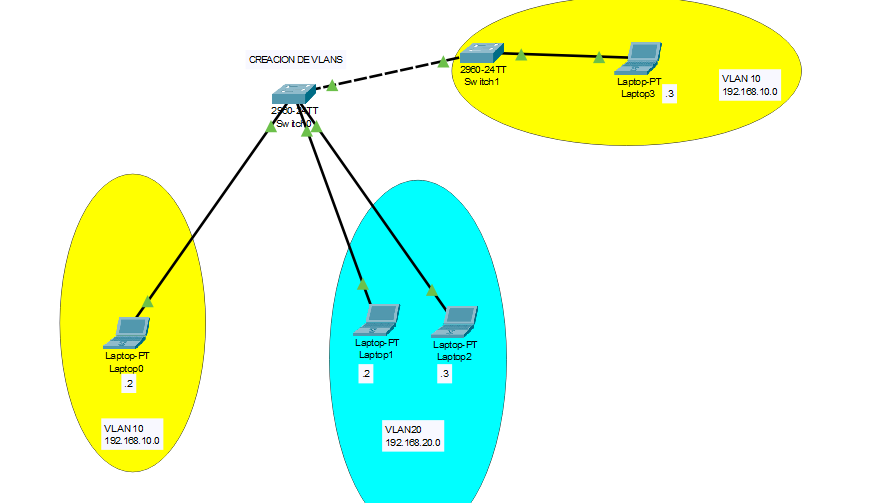 CREACION DE VLANS
2960-24TT
Switch1
Laptop-PT
Laptop3
.3
VLAN 10
192.168.10.0
2960-24TT
Switch0
Laptop-PT
Laptop0
.2
VLAN 10
192.168.10.0
Laptop-PT
Laptop1
.2
Laptop-PT
Laptop2
.3
VLAN20
192.168.20.0